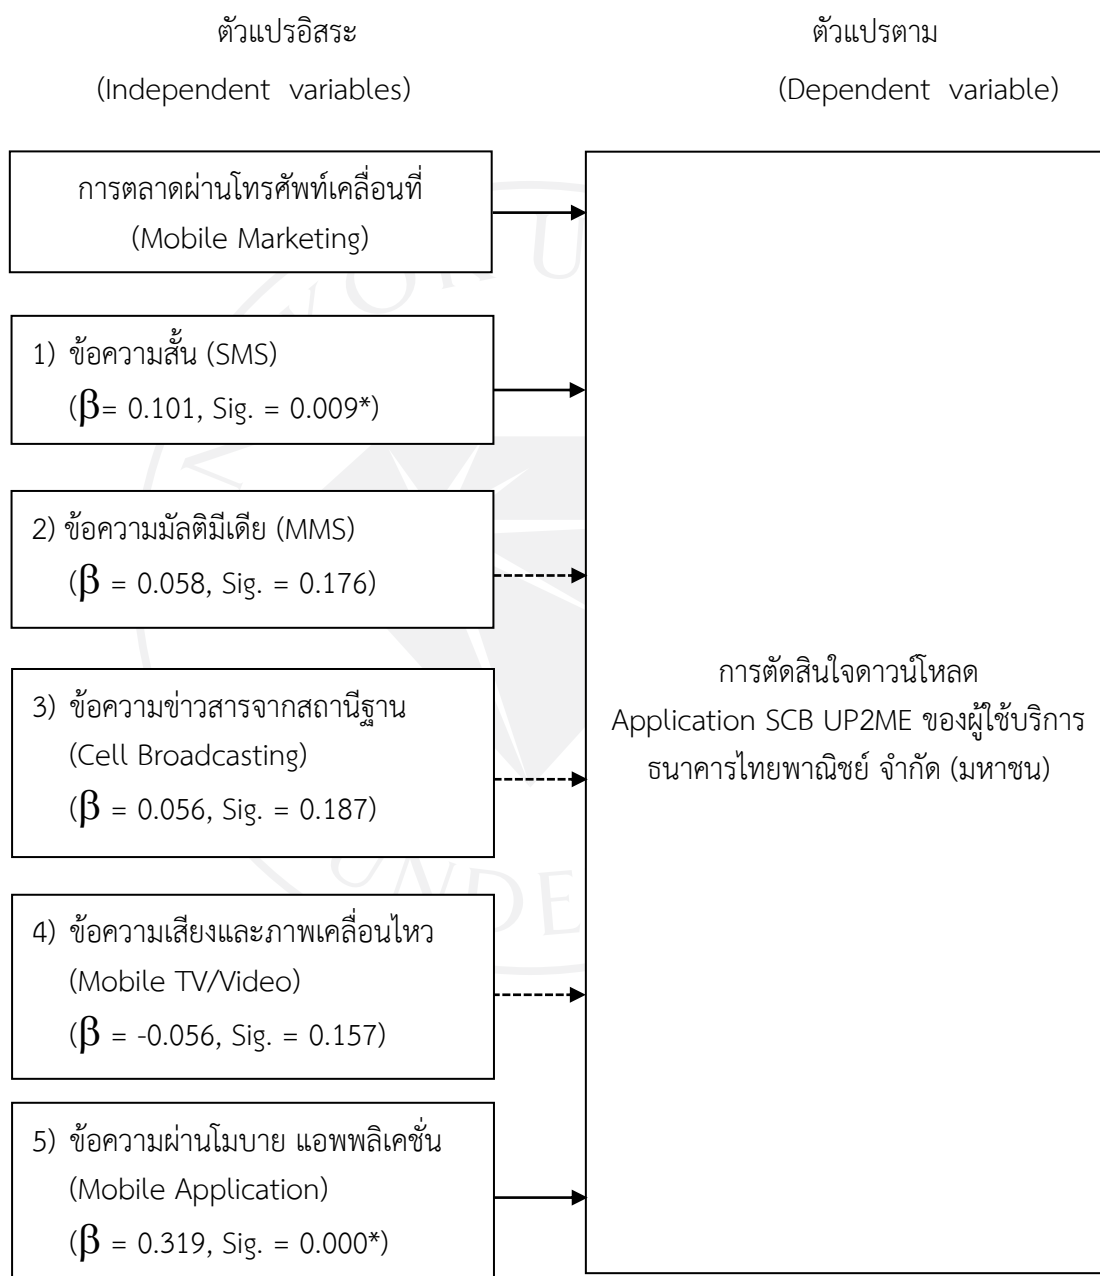 ตัวแปรอิสระ
(Independent variables)
ตัวแปรตาม
(Dependent variable)
การตลาดผ่านโทรศัพท์เคลื่อนที่
(Mobile Marketing)
1) ข้อความสั้น (SMS)
(β= 0.101, Sig. = 0.009*)
2) ข้อความมัลติมีเดีย (MMS)
(β = 0.058, Sig. = 0.176)
3) ข้อความข่าวสารจากสถานีฐาน
(Cell Broadcasting)
(β = 0.056, Sig. = 0.187)
4) ข้อความเสียงและภาพเคลื่อนไหว
(Mobile TV/Video)
(β = -0.056, Sig. = 0.157)
5) ข้อความผ่านโมบาย แอพพลิเคชั่น
(Mobile Application)
(β = 0.319, Sig. = 0.000*)
การตัดสินใจดาวน์โหลด
Application SCB UP2ME ของผู้ใช้บริการ
ธนาคารไทยพาณิชย์ จำกัด (มหาชน)